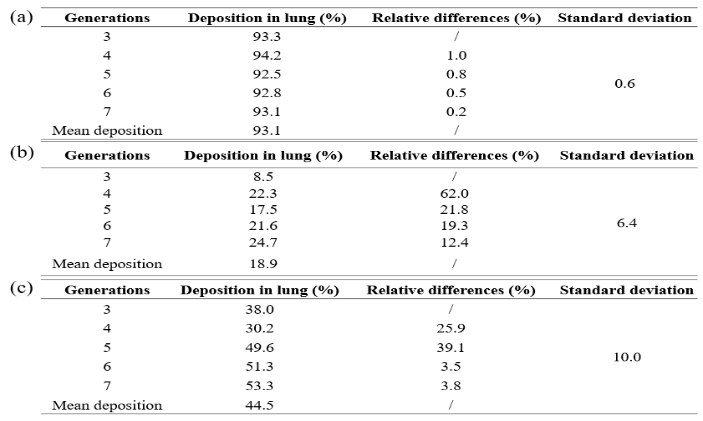 (a) Generations Deposition in lung (%) Relative differences (%) Standard deviation
3 93.3 /
4 94.2 1.0
5 92.5 0.8
0.6
6 92.8 0.5
7 93.1 0.2
Mean deposition 93.1 /
(b) Generations Deposition in lung (%) Relative differences (%) Standard deviation
3 8.5 /
4 22.3 62.0
5 17.5 21.8
6 21.6 19.3 6.4
7 24.7 12.4
Mean deposition 18.9 /
(c) Generations Deposition in lung (%) Relative differences (%) Standard deviation
3 38.0 /
4 30.2 25.9
5 49.6 39.1
10.0
6 51.3 3.5
7 53.3 3.8
Mean deposition 44.5 /